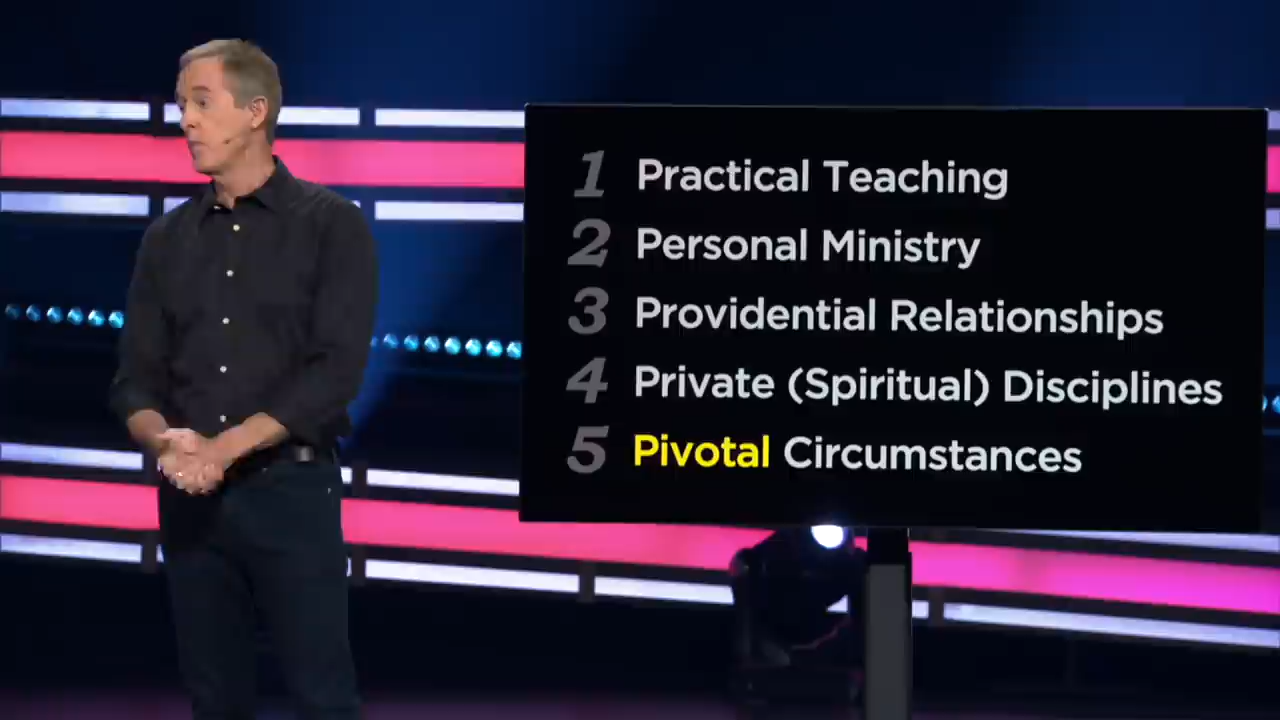 1 Practical Teaching
2 Personal Ministry
3 Providential Relationships
4 Private (Spiritual) Disciplines
5 Pivotal Circumstances